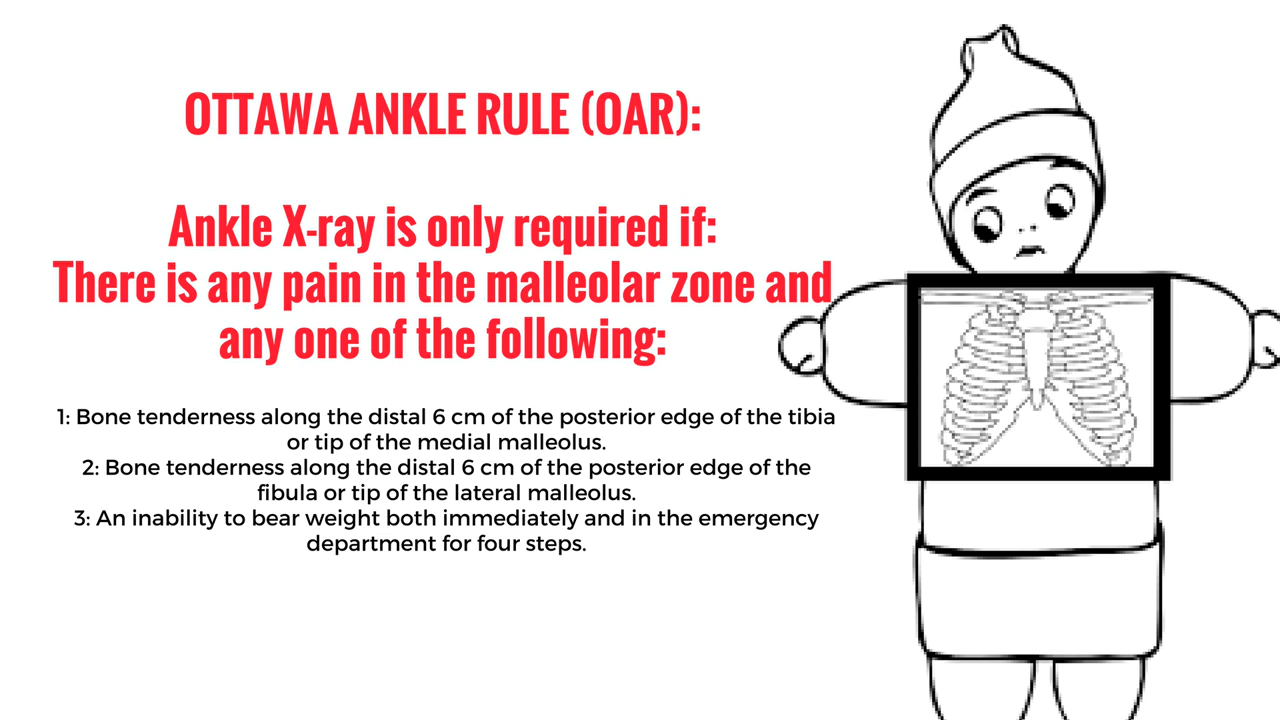 OTTAWA ANKLE RULE (OAR):
Ankle X-ray is only required if:
There is any pain in the malleolar zone and
any one of the following:
1: Bone tenderness along the distal 6 cm of the posterior edge of the tibia
or tip of the medial malleolus.
2: Bone tenderness along the distal 6 cm of the posterior edge of the
fibula or tip of the lateral malleolus.
3: An inability to bear weight both immediately and in the emergency
department for four steps.